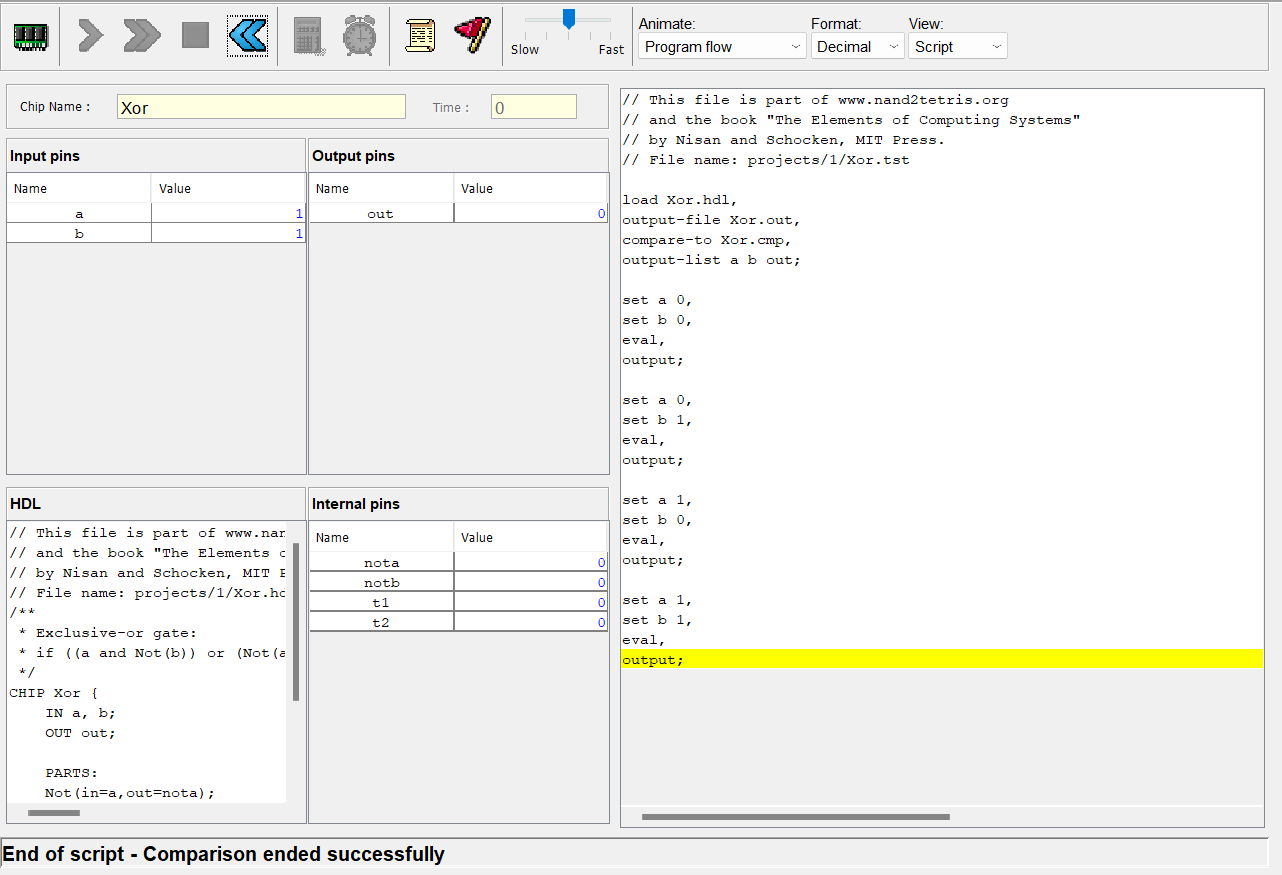 Slow Fast
Animate: Format: View:
Program flow Decimal Script
Chip Name : Xor Time : 0
Input pins
Name Value
a 1
b 1
Output pins
Name Value
out 0
HDL
// This file is part of www.nan
// and the book "The Elements
// by Nisan and Schocken, MIT
// File name: projects/1/Xor.hd
/**
* Exclusive-or gate:
* if ((a and Not(b)) or (Not(a
*/
CHIP Xor {
IN a, b;
OUT out;
PARTS:
Not(in=a,out=nota);
Internal pins
Name Value
nota 0
notb 0
t1 0
t2 0
// This file is part of www.nand2tetris.org
// and the book "The Elements of Computing Systems"
// by Nisan and Schocken, MIT Press.
// File name: projects/1/Xor.tst
load Xor.hdl,
output-file Xor.out,
compare-to Xor.cmp,
output-list a b out;
set a 0,
set b 0,
eval,
output;
set a 0,
set b 1,
eval,
output;
set a 1,
set b 0,
eval,
output;
set a 1,
set b 1,
eval,
output;
End of script - Comparison ended successfully